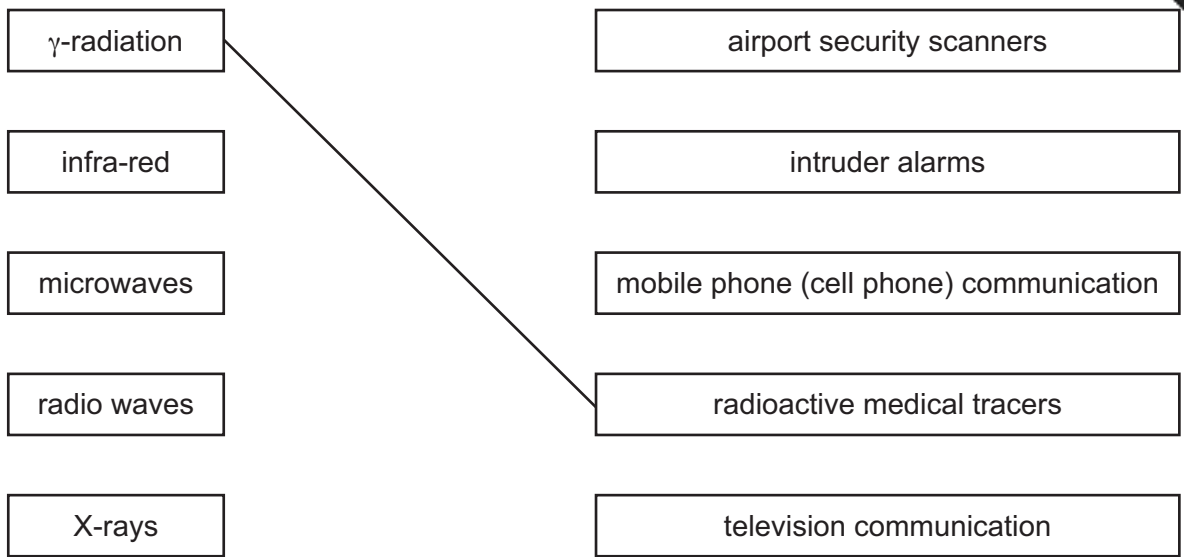 γ-radiation
airport security scanners
infra-red
intruder alarms
microwaves
mobile phone (cell phone) communication
radio waves
radioactive medical tracers
X-rays
television communication